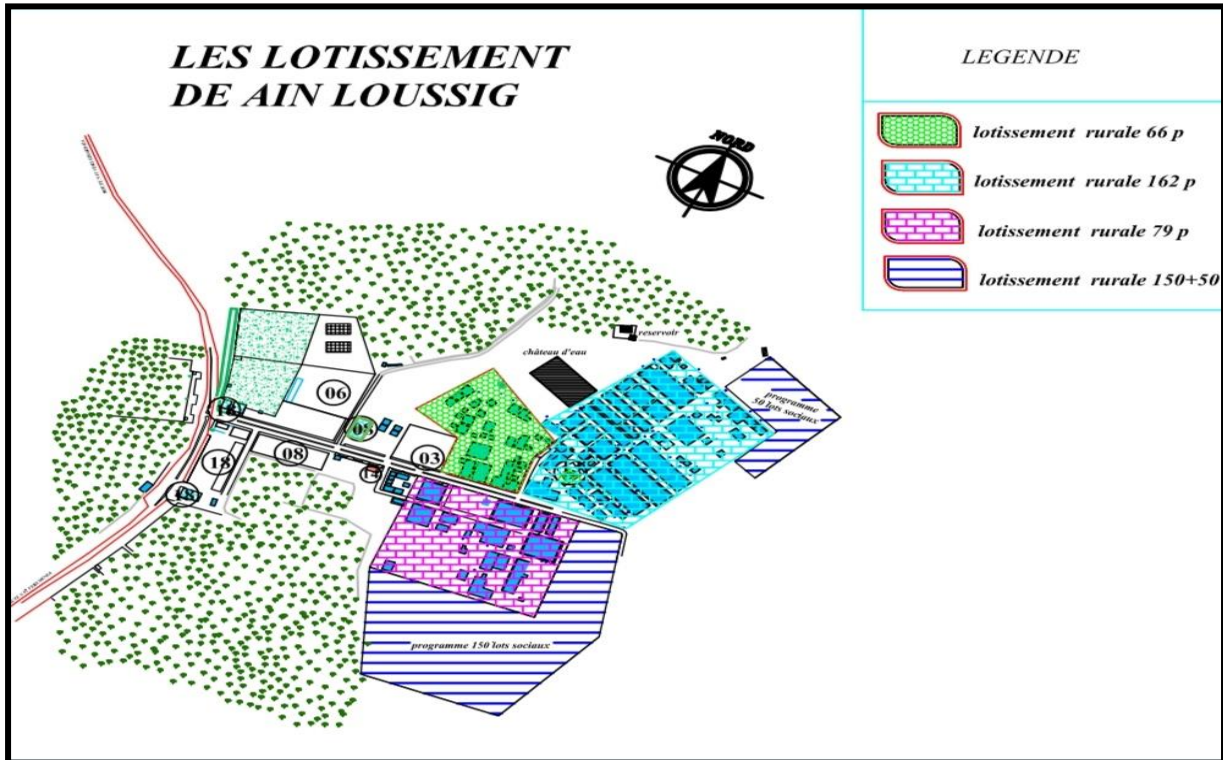 LES LOTISSEMENT
DE AIN LOUSSIG
LEGENDE
lotissement rurale 66 p
lotissement rurale 162 p
lotissement rurale 79 p
lotissement rurale 150+50
NORD
reservoir
château d'eau
programme
50 lots sociaux
06
05
03
18
08
18
programme 150 lots sociaux